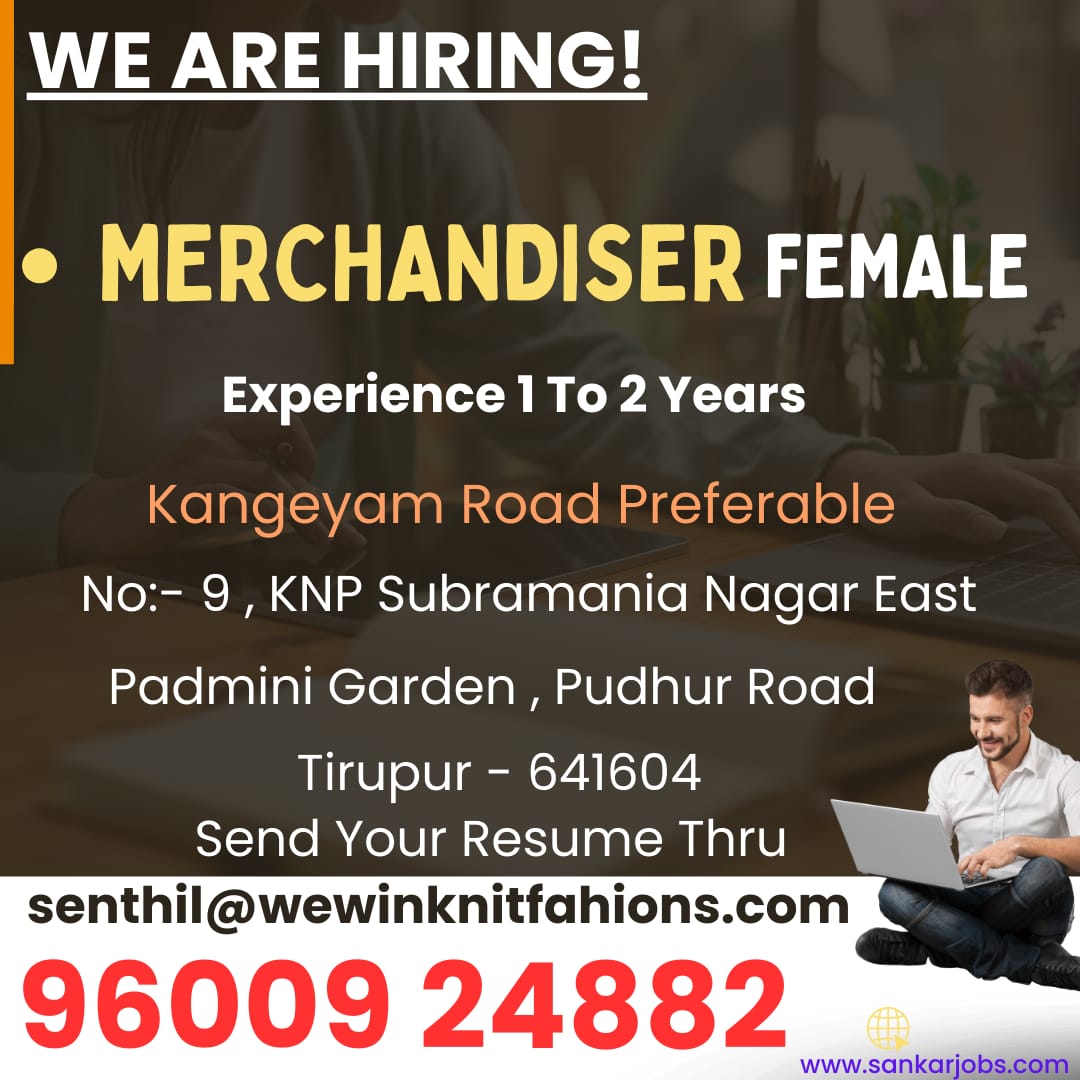 WE ARE HIRING!
• MERCHANDISER FEMALE
Experience 1 To 2 Years
Kangeyam Road Preferable
No:- 9 , KNP Subramania Nagar East
Padmini Garden , Pudhur Road
Tirupur - 641604
Send Your Resume Thru
senthil@wewinknitfahions.com
96009 24882
www.sankarjobs.com